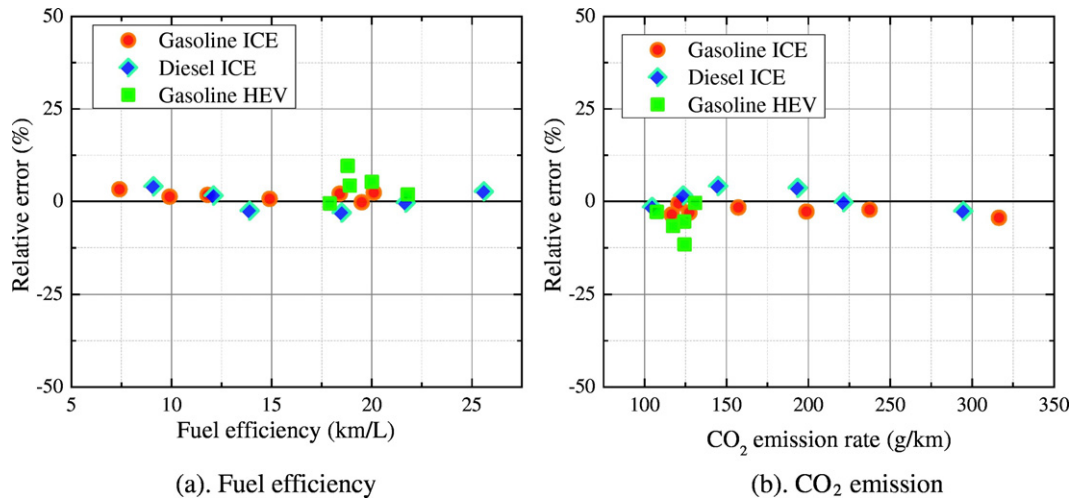 50
25
0
-25
-50
Relative error (%)
Gasoline ICE
Diesel ICE
Gasoline HEV
5 10 15 20 25
Fuel efficiency (km/L)
(a). Fuel efficiency
50
25
0
-25
-50
Relative error (%)
Gasoline ICE
Diesel ICE
Gasoline HEV
100 150 200 250 300 350
CO₂ emission rate (g/km)
(b). CO₂ emission